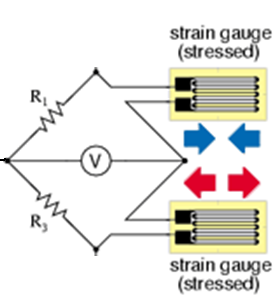 strain gauge
(stressed)
R1
V
R3
strain gauge
(stressed)